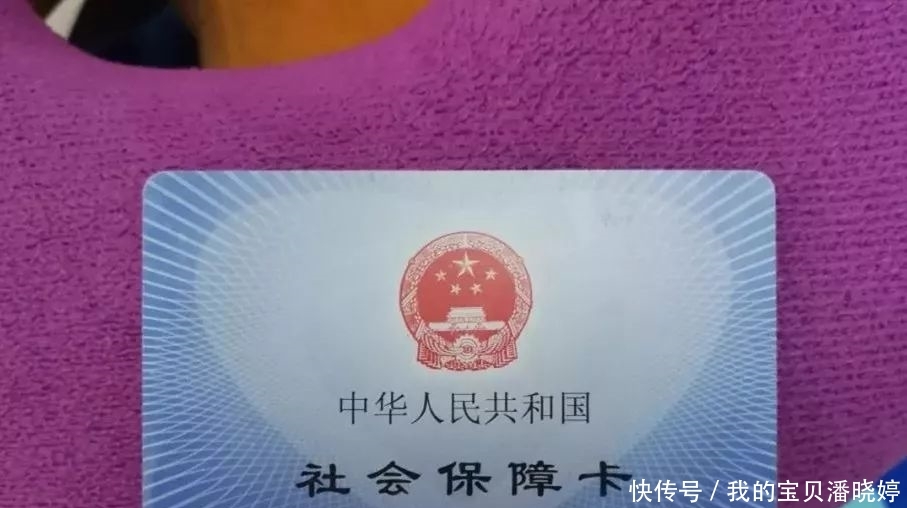 中华人民共和国
社会保障卡
快传号／我的宝贝潘晓婷